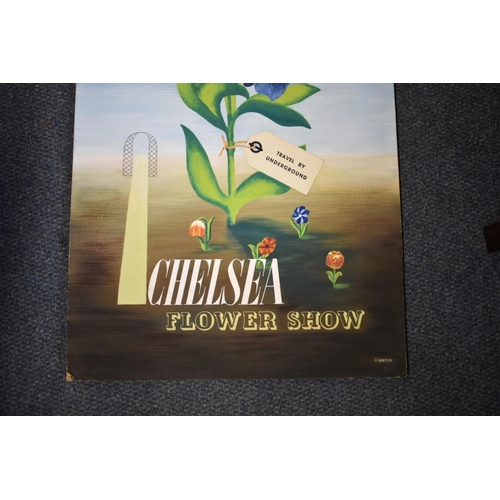 TRAVEL BY
UNDERGROUND
CHELSEA
FLOWER SHOW